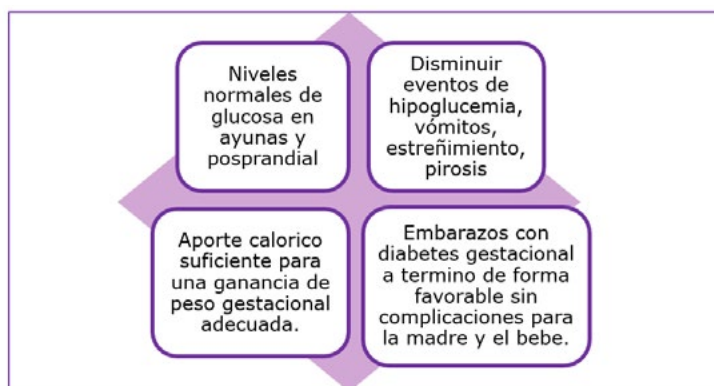 Niveles
normales de
glucosa en
ayunas y
posprandial
Disminuir
eventos de
hipoglucemia,
vómitos,
estreñimiento,
pirosis
Aporte calorico
suficiente para
una ganancia de
peso gestacional
adecuada.
Embarazos con
diabetes gestacional
a termino de forma
favorable sin
complicaciones para
la madre y el bebe.